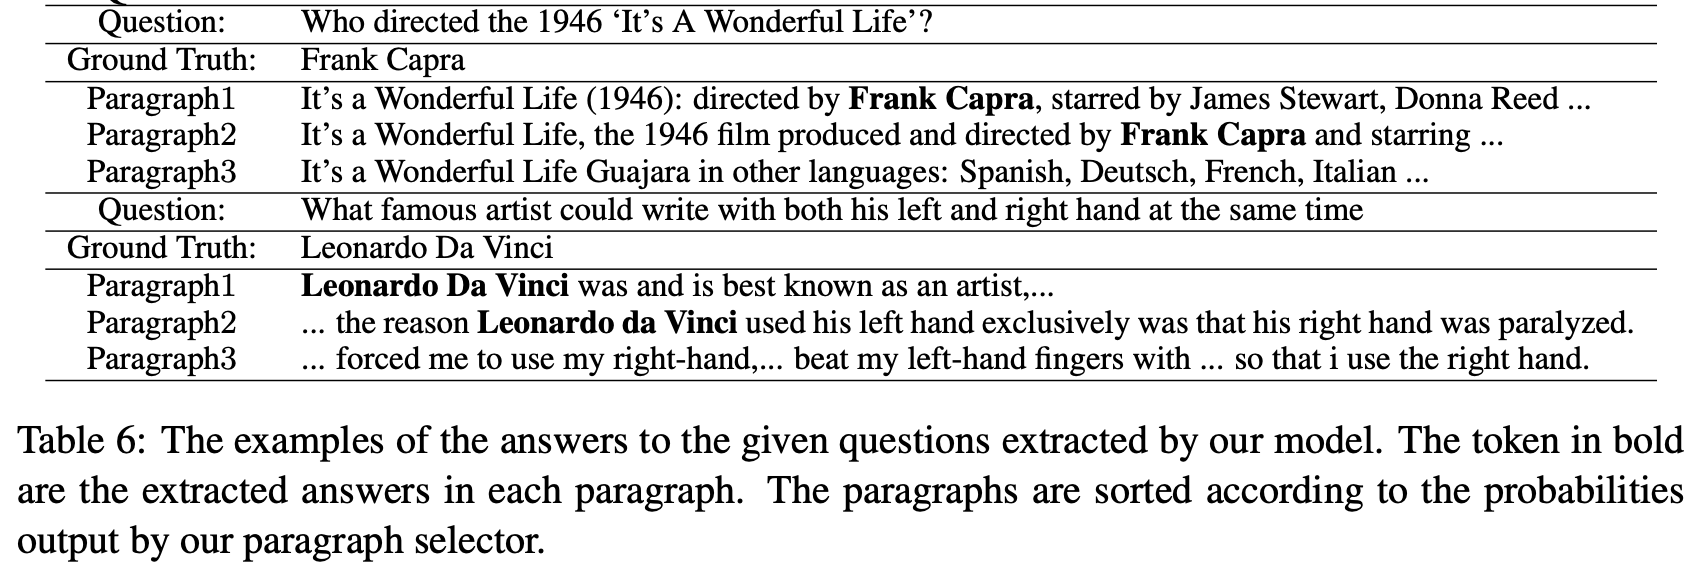 Question: Who directed the 1946 ‘It’s A Wonderful Life’?
Ground Truth: Frank Capra
Paragraph1 It’s a Wonderful Life (1946): directed by Frank Capra, starred by James Stewart, Donna Reed ...
Paragraph2 It’s a Wonderful Life, the 1946 film produced and directed by Frank Capra and starring ...
Paragraph3 It’s a Wonderful Life Guajara in other languages: Spanish, Deutsch, French, Italian ...
Question: What famous artist could write with both his left and right hand at the same time
Ground Truth: Leonardo Da Vinci
Paragraph1 Leonardo Da Vinci was and is best known as an artist,...
Paragraph2 ... the reason Leonardo da Vinci used his left hand exclusively was that his right hand was paralyzed.
Paragraph3 ... forced me to use my right-hand,... beat my left-hand fingers with ... so that i use the right hand.
Table 6: The examples of the answers to the given questions extracted by our model. The token in bold
are the extracted answers in each paragraph. The paragraphs are sorted according to the probabilities
output by our paragraph selector.